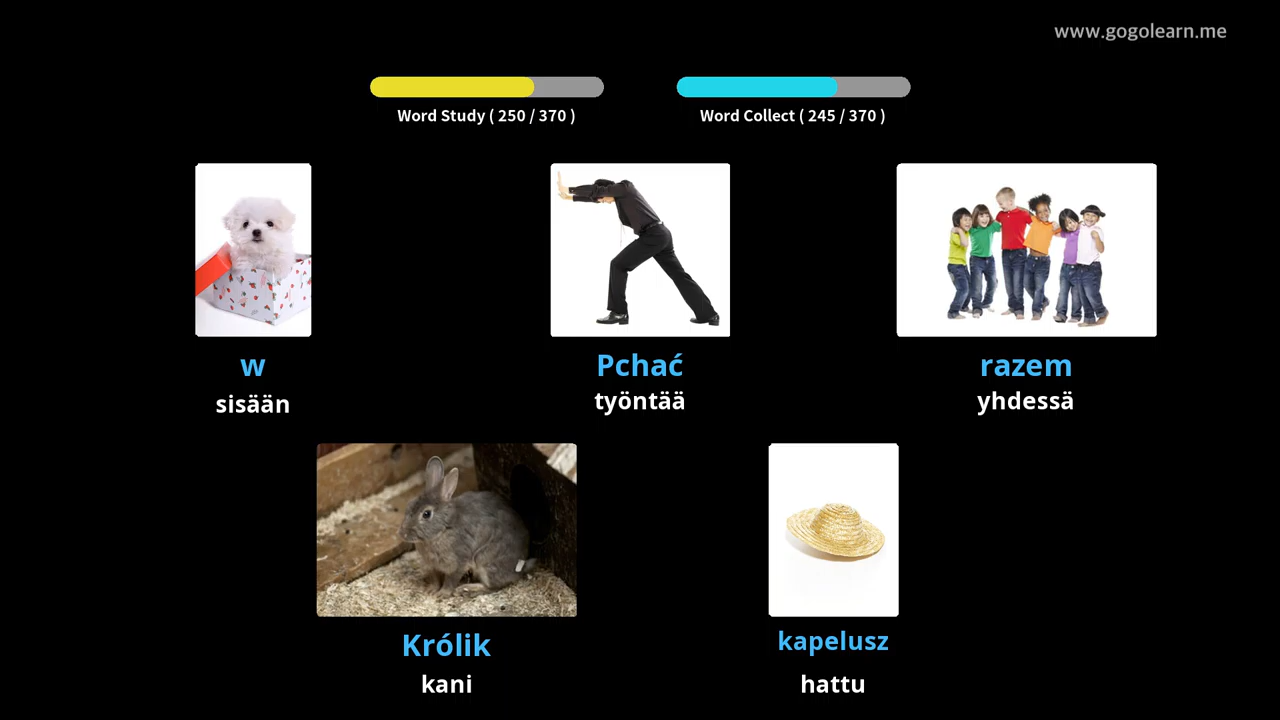 www.gogolearn.me
Word Study ( 250 / 370 )
Word Collect ( 245 / 370 )
w
sisään
Pchać
työntää
razem
yhdessä
Królik
kani
kapelusz
hattu